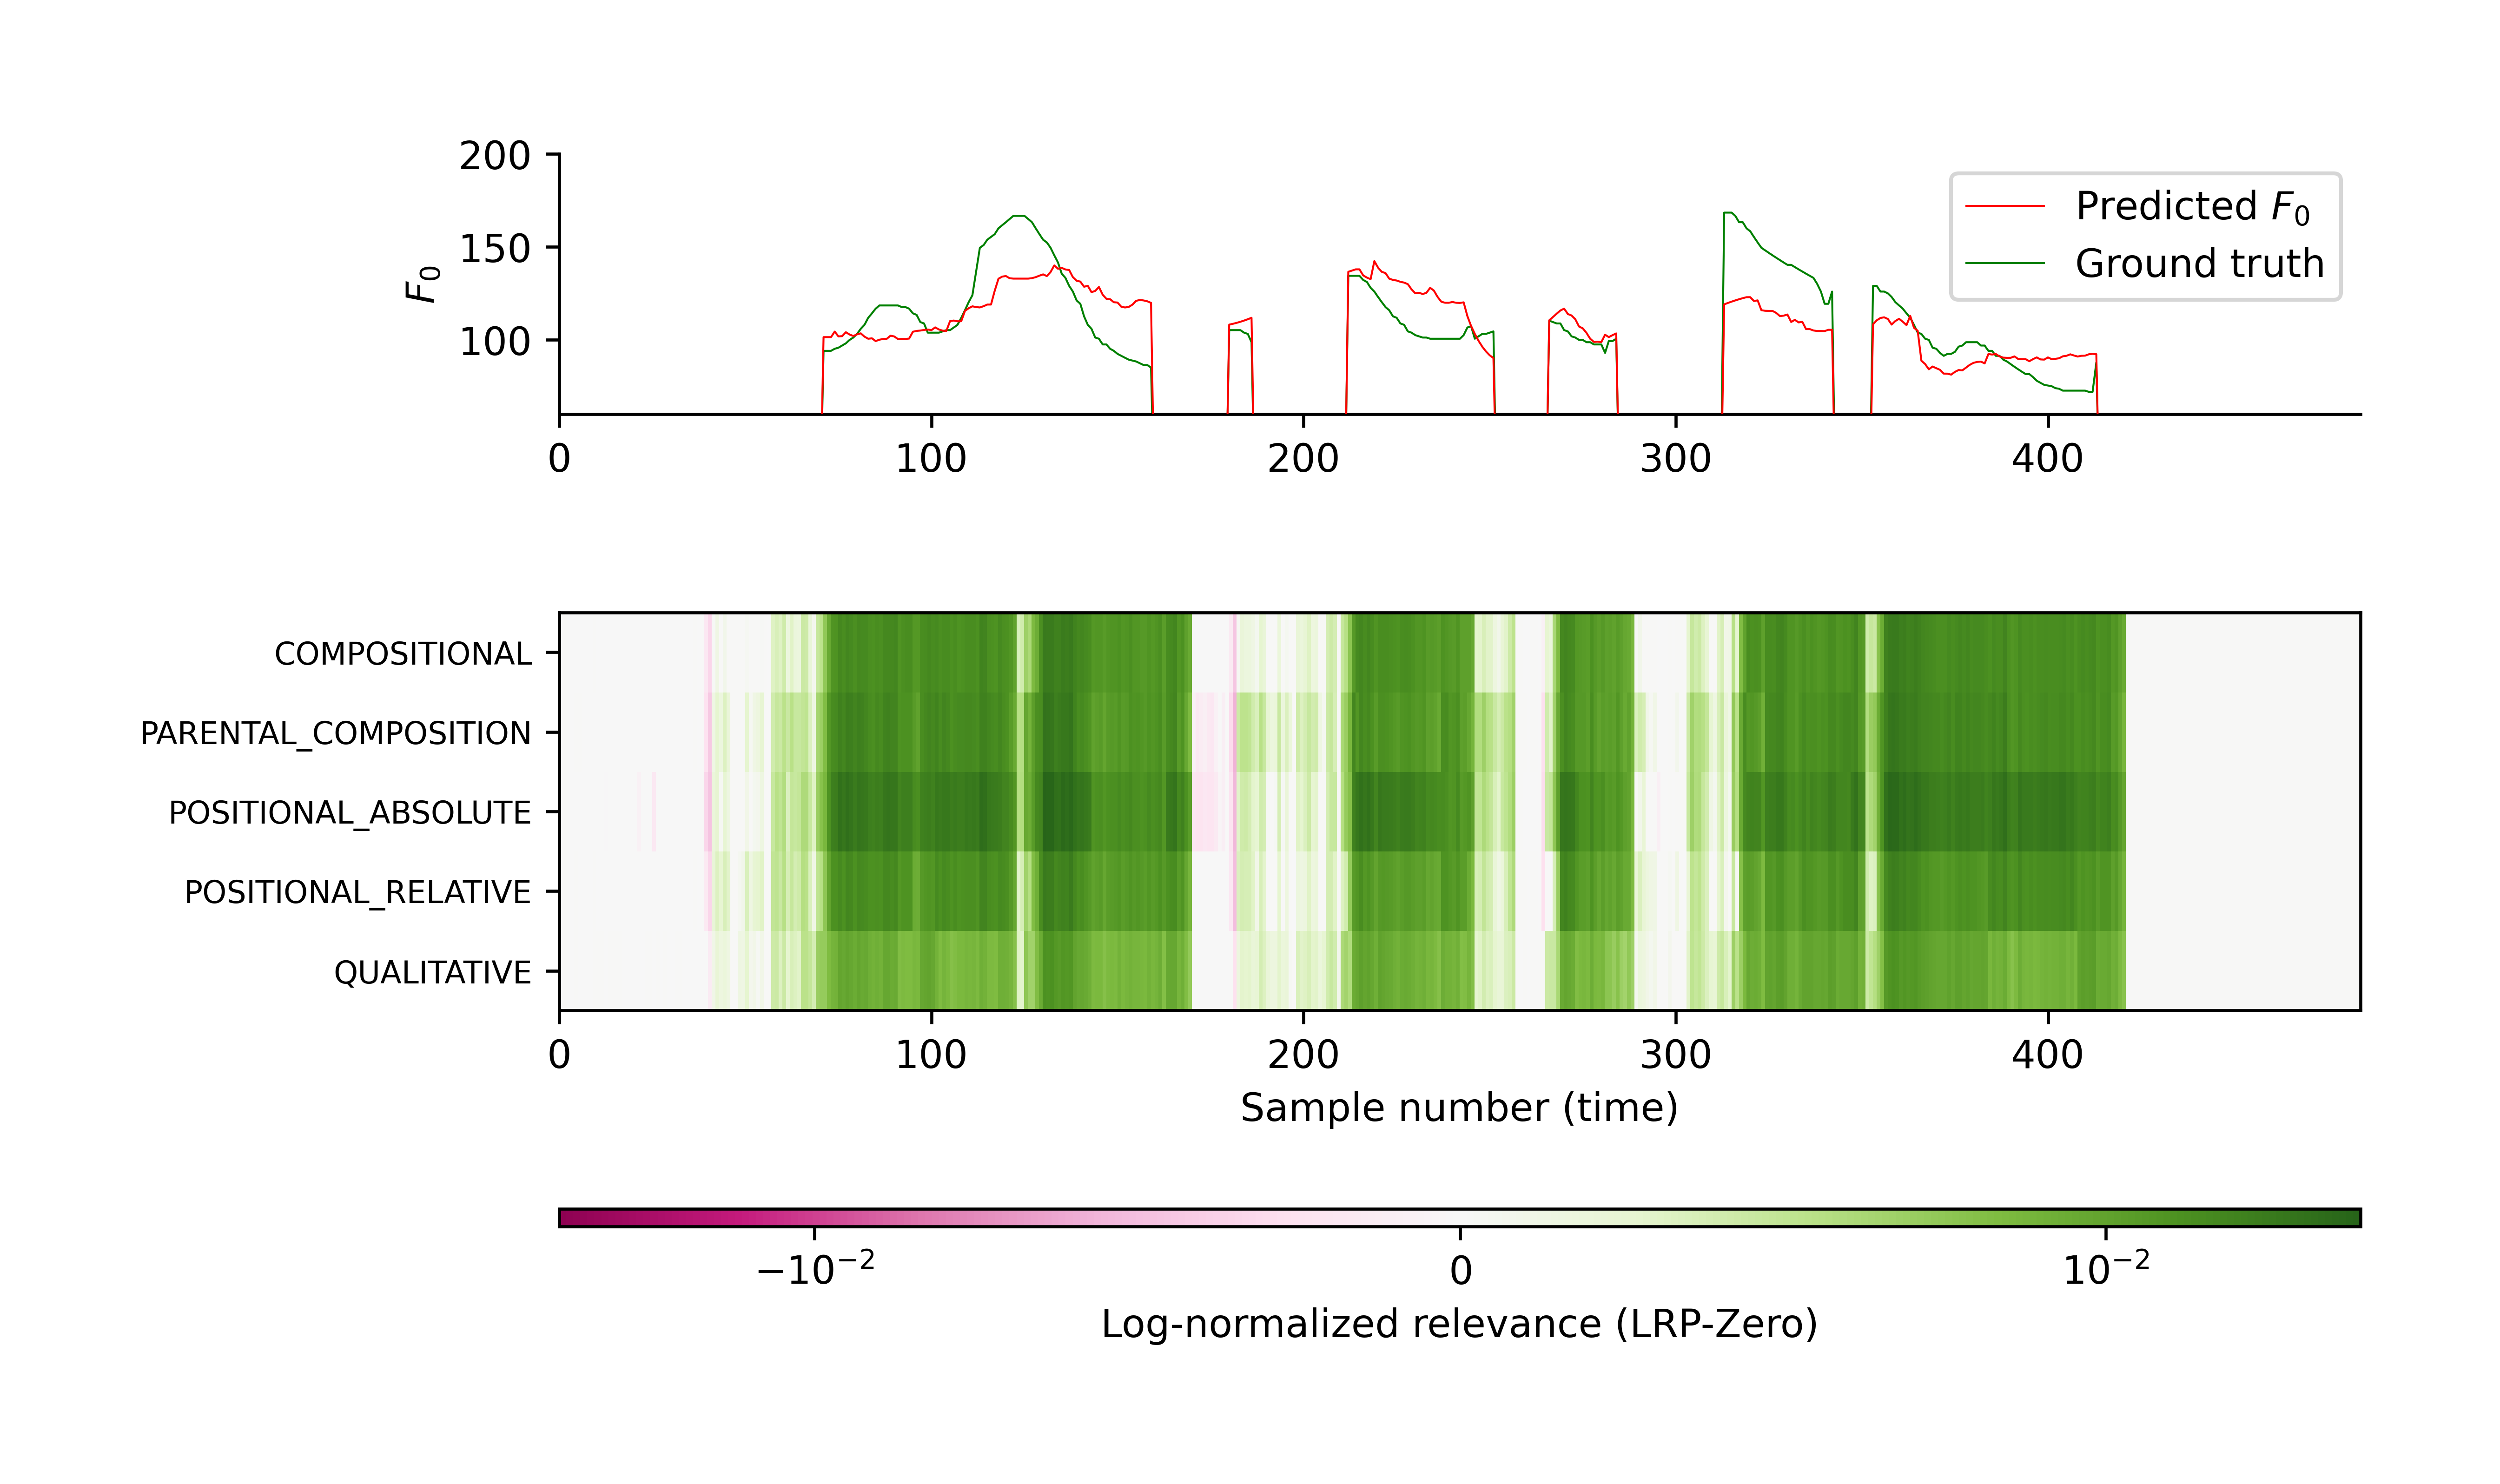 200
150
100
F0
Predicted F0
Ground truth
0 100 200 300 400
COMPOSITIONAL
PARENTAL_COMPOSITION
POSITIONAL_ABSOLUTE
POSITIONAL_RELATIVE
QUALITATIVE
0 100 200 300 400
Sample number (time)
−10−2 0 10−2
Log-normalized relevance (LRP-Zero)